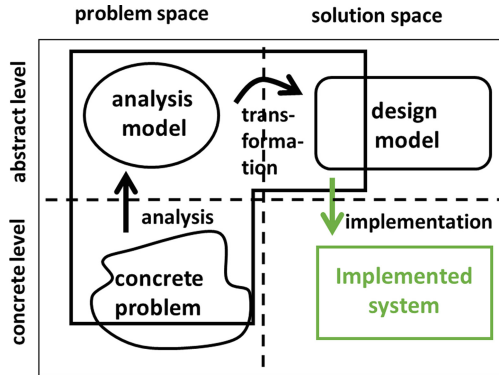 problem space
solution space
abstract level
analysis
model
trans-
forma-
tion
design
model
analysis
implementation
concrete level
concrete
problem
Implemented
system